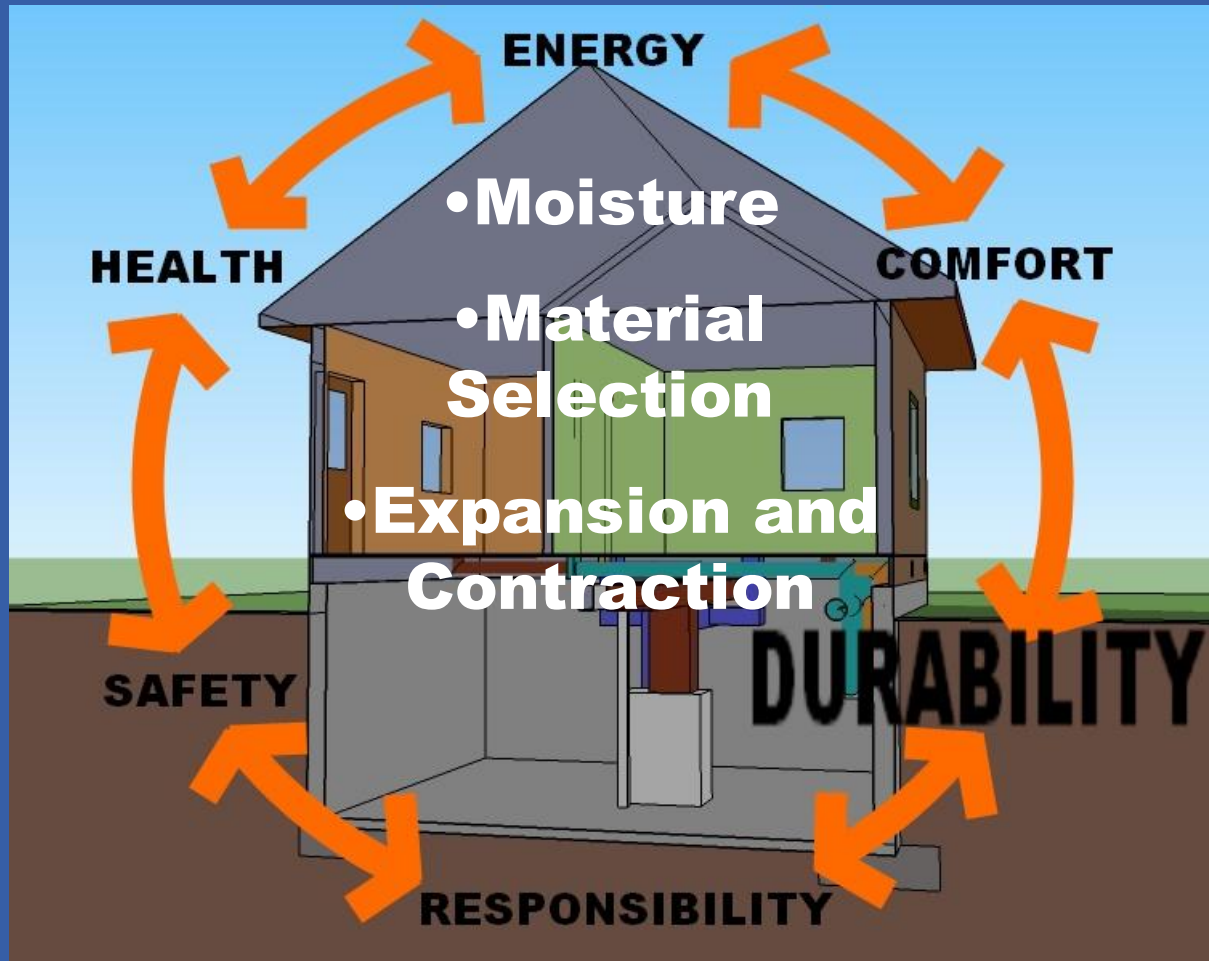 ENERGY
•Moisture
HEALTH
COMFORT
•Material
Selection
•Expansion and
Contraction
SAFETY
DURABILITY
RESPONSIBILITY